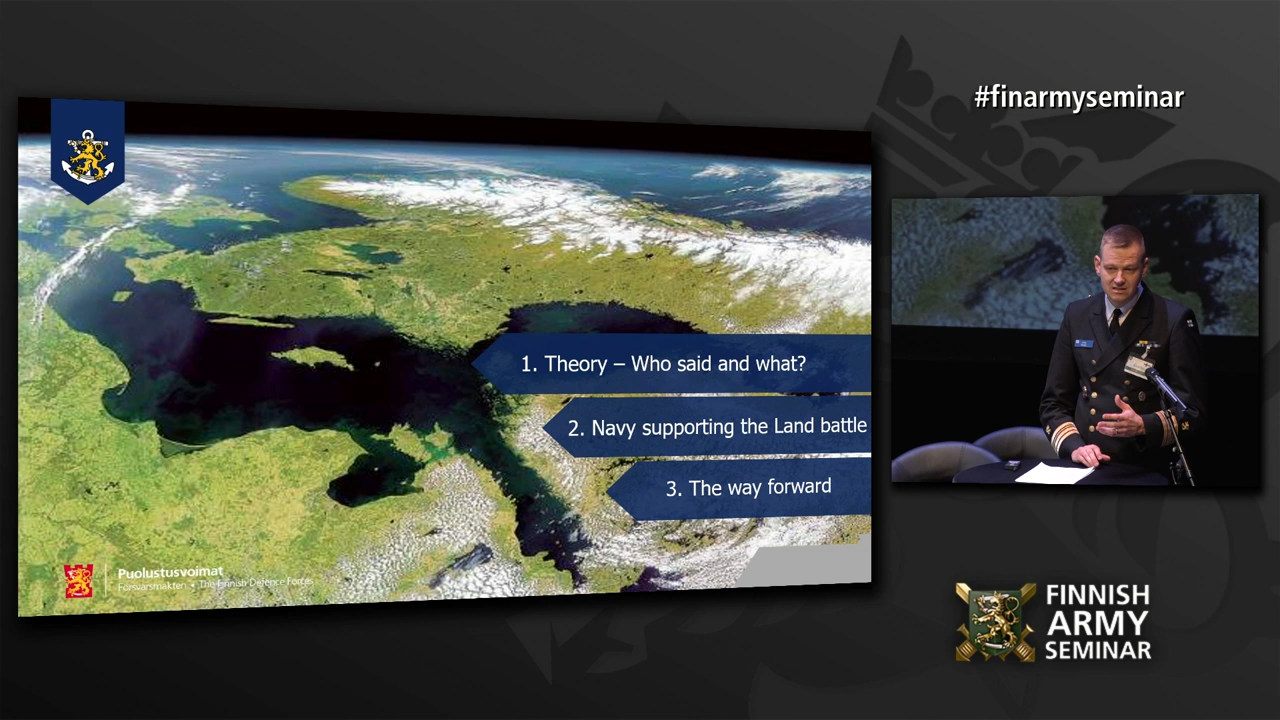 #finarmyseminar
1. Theory – Who said and what?
2. Navy supporting the Land battle
3. The way forward
Puolustusvoimat
Försvarsmakten • The Finnish Defence Forces
FINNISH
ARMY
SEMINAR